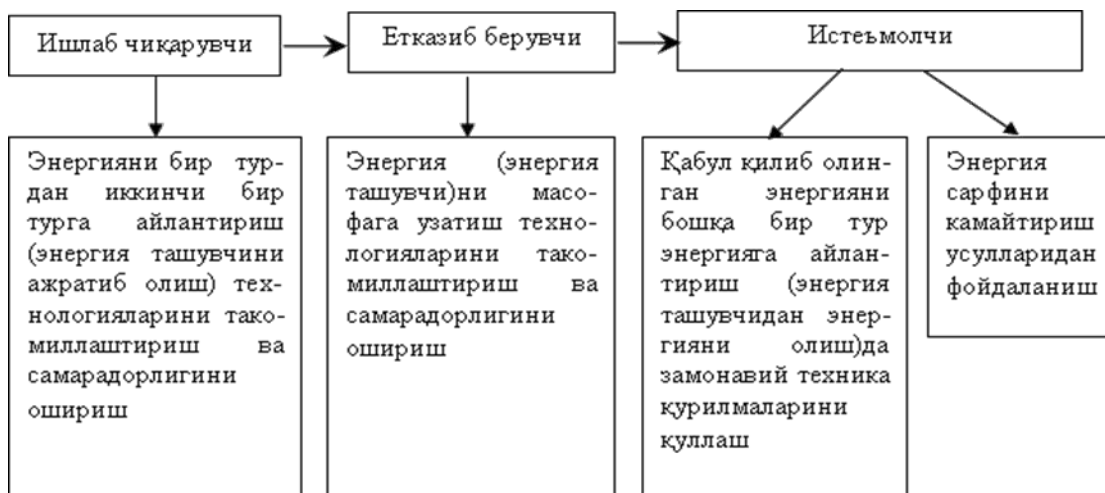 Ишлаб чиқарувчи
Етказиб берувчи
Истеъмолчи
Энергияни бир тур-
дан иккинчи бир
турга айлантириш
(энергия ташувчини
ажратиб олиш) тех-
нологияларини тако-
миллаштириш ва
самарадорлигини
ошириш
Энергия (энергия
ташувчи)ни масо-
фага узатиш техно-
логияларини тако-
миллаштириш ва
самарадорлигини
ошириш
Қабул қилиб олин-
ган энергияни
бошқа бир тур
энергияга айлан-
тириш (энергия
ташувчидан энер-
гияни олиш)да
замонавий техника
қурилмаларини
қуллаш
Энергия
сарфини
камайтириш
усулларидан
фойдаланиш